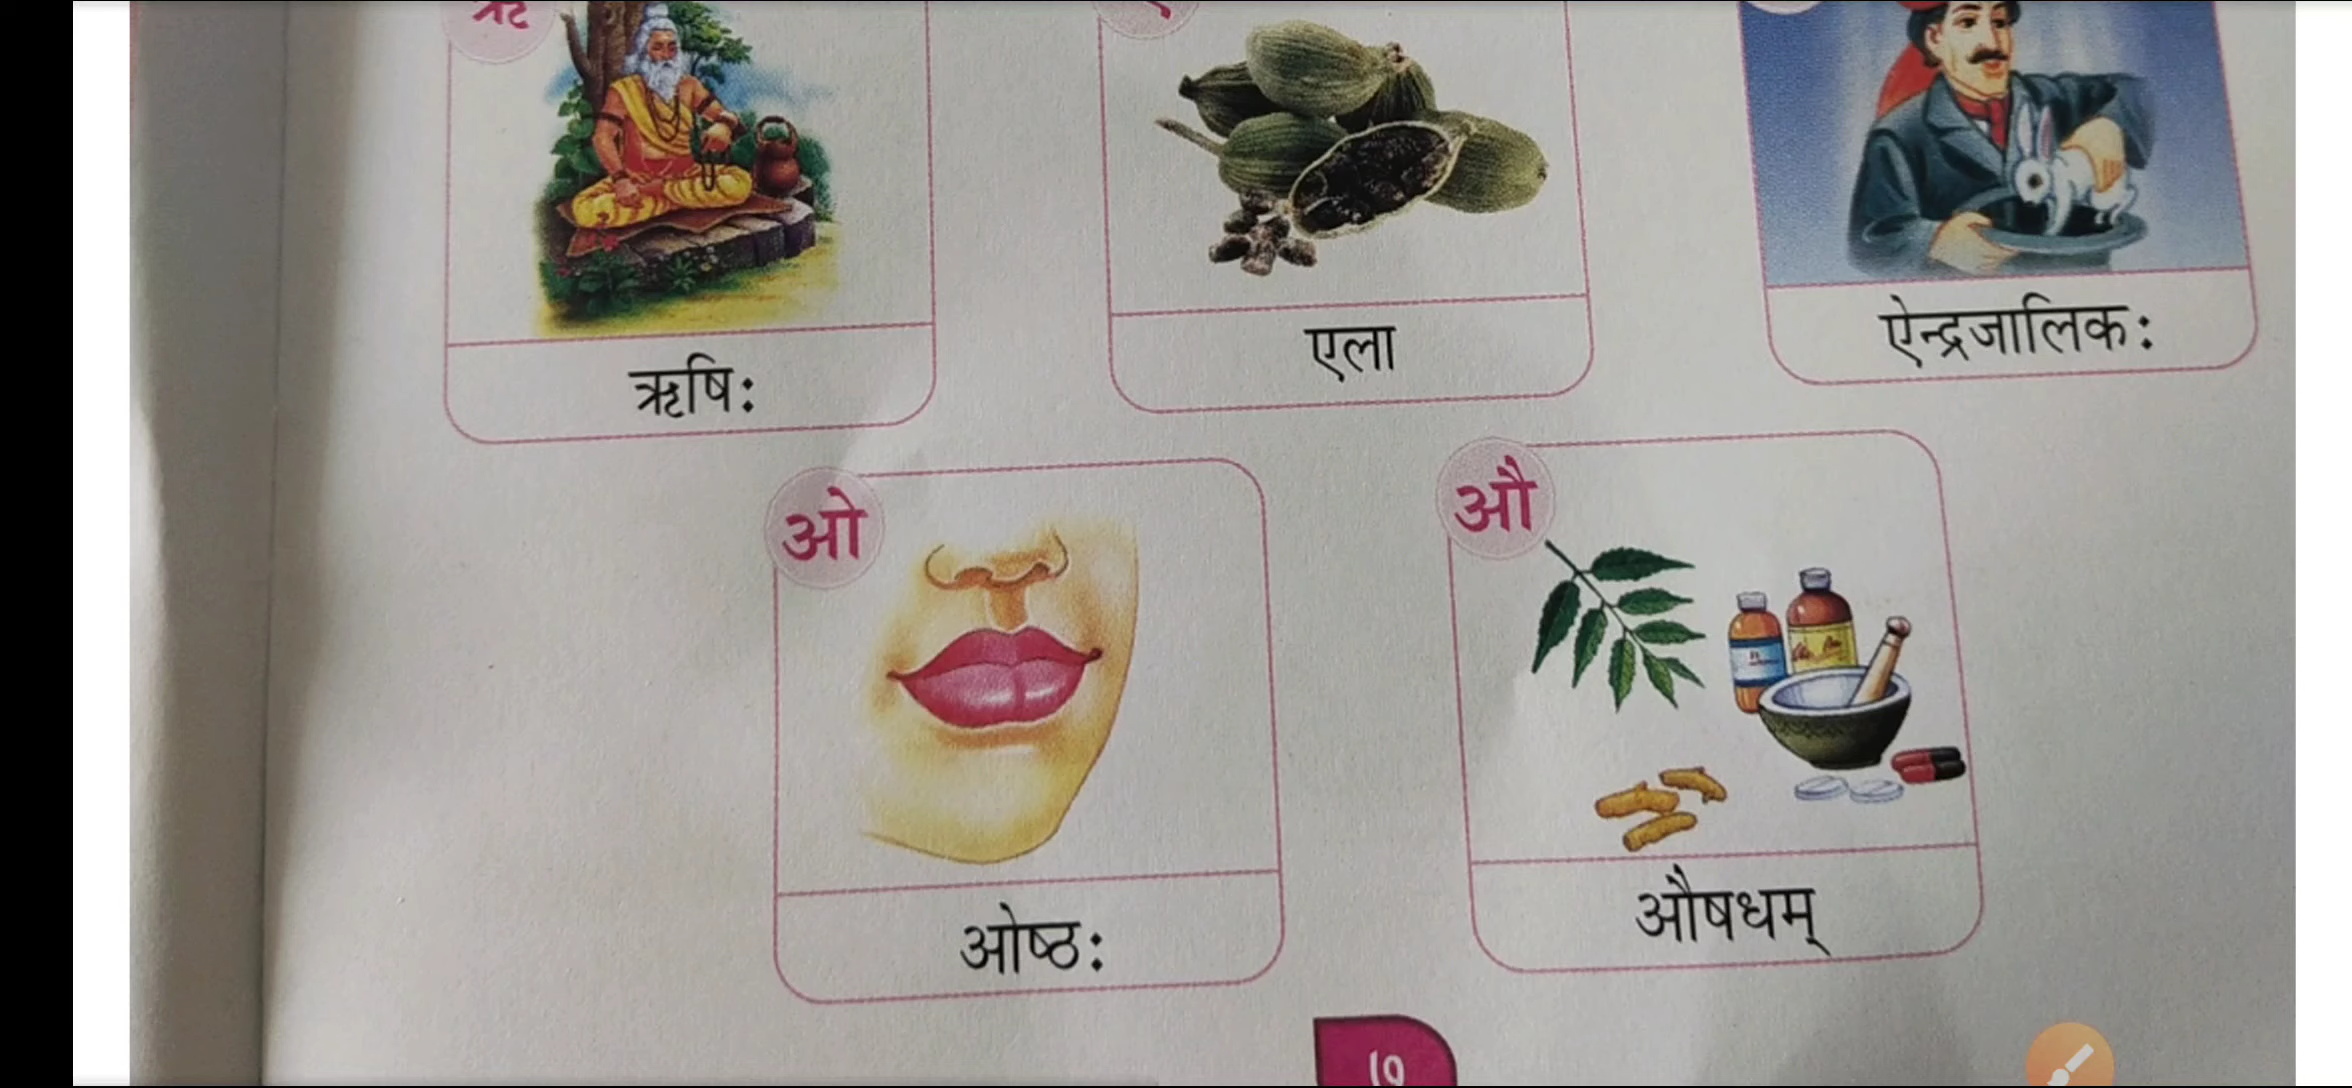 ऋषिः
एला
ऐन्द्रजालिकः
ओ
ओष्ठः
औ
औषधम्